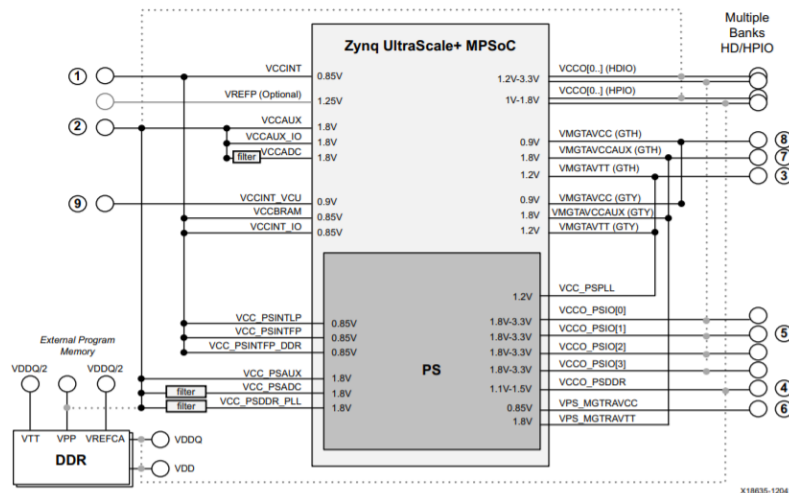 Zynq UltraScale+ MPSoC
Multiple
Banks
HD/HPIO
1
VCCINT
0.85V
VREFP (Optional)
1.25V
2
VCCAUX
1.8V
VCCAUX_IO
1.8V
filter
VCCADC
1.8V
9
VCCINT_VCU
0.9V
VCCBRAM
0.85V
VCCINT_IO
0.85V
VCCO[0..] (HDIO)
1.2V-3.3V
VCCO[0..] (HPIO)
1V-1.8V
VMGTAVCC (GTH)
0.9V
8
VMGTAVCCAUX (GTH)
1.8V
7
VMGTAVTT (GTH)
1.2V
3
VMGTAVCC (GTY)
0.9V
VMGTAVCCAUX (GTY)
1.8V
VMGTAVTT (GTY)
1.2V
PS
VCC_PSPLL
1.2V
VCC_PSINTLP
0.85V
VCC_PSINTFP
0.85V
VCC_PSINTFP_DDR
0.85V
VCC_PSAUX
1.8V
filter
VCC_PSADC
1.8V
filter
VCC_PSDDR_PLL
1.8V
VCCO_PSIO[0]
1.8V-3.3V
VCCO_PSIO[1]
1.8V-3.3V
5
VCCO_PSIO[2]
1.8V-3.3V
VCCO_PSIO[3]
1.8V-3.3V
VCCO_PSDDR
1.1V-1.5V
4
VPS_MGTRAVCC
0.85V
6
VPS_MGTRAVTT
1.8V
External Program
Memory
VDDQ/2
VPP
VDDQ/2
VTT
VPP
VREFCA
DDR
VDDQ
VDD
X18635-1204